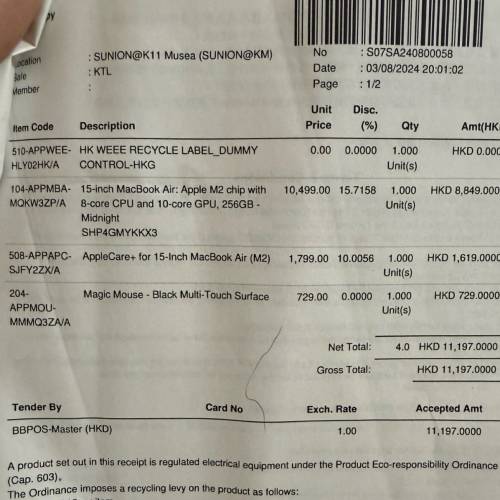 py
Location : SUNION@K11 Musea (SUNION@KM) No : S07SA240800058
Sale : KTL Date : 03/08/2024 20:01:02
Member : Page : 1/2
Unit Disc.
Item Code Description Price (%) Qty Amt(HK
510-APPWEE- HK WEEE RECYCLE LABEL_DUMMY 0.00 0.0000 1.000 HKD 0.000
HLY02HK/A CONTROL-HKG Unit(s)
104-APPMBA- 15-inch MacBook Air: Apple M2 chip with 10,499.00 15.7158 1.000 HKD 8,849.000
MQKW3ZP/A 8-core CPU and 10-core GPU, 256GB - Unit(s)
Midnight
SHP4GMYKKX3
508-APPAPC- AppleCare+ for 15-Inch MacBook Air (M2) 1,799.00 10.0056 1.000 HKD 1,619.0000
SJFY2ZX/A Unit(s)
204- Magic Mouse - Black Multi-Touch Surface 729.00 0.0000 1.000 HKD 729.0000
APPMOU- Unit(s)
MMMQ3ZA/A
Net Total: 4.0 HKD 11,197.0000
Gross Total: HKD 11,197.0000
Tender By Card No Exch. Rate Accepted Amt
BBPOS-Master (HKD) 1.00 11,197.0000
A product set out in this receipt is regulated electrical equipment under the Product Eco-responsibility Ordinance
(Cap. 603)。
The Ordinance imposes a recycling levy on the product as follows: